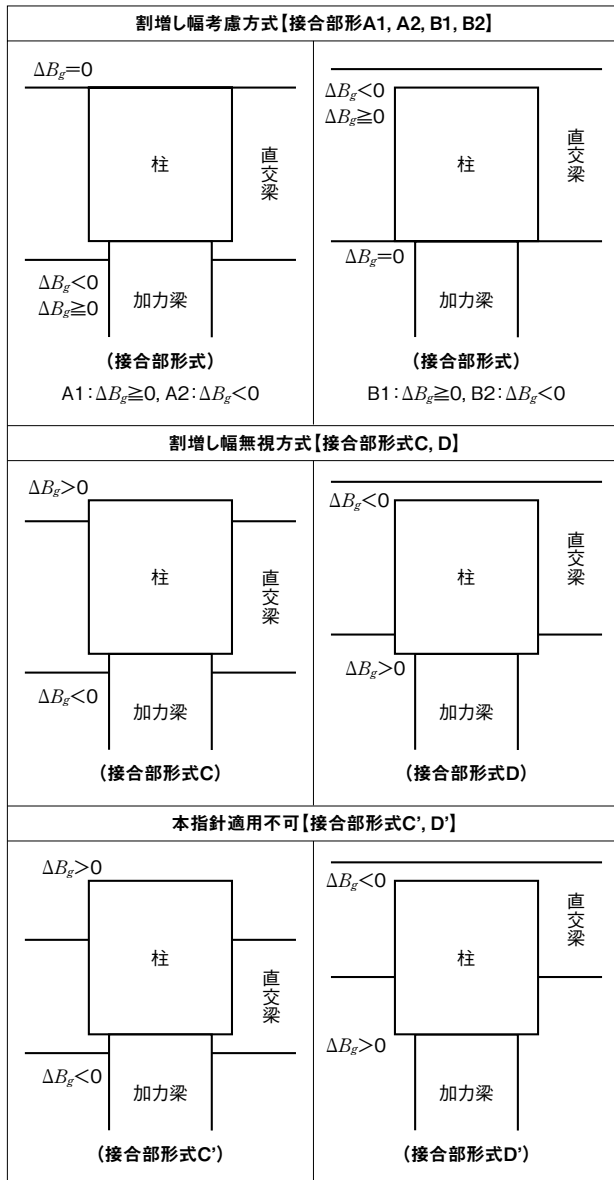 割増し幅考慮方式【接合部形A1, A2, B1, B2】
ΔBg=0
柱
直交梁
ΔBg<0
ΔBg≧0
加力梁
(接合部形式)
A1:ΔBg≧0, A2:ΔBg<0
ΔBg<0
ΔBg≧0
柱
直交梁
ΔBg=0
加力梁
(接合部形式)
B1:ΔBg≧0, B2:ΔBg<0
割増し幅無視方式【接合部形式C, D】
ΔBg>0
柱
直交梁
ΔBg<0
加力梁
(接合部形式C)
ΔBg<0
柱
直交梁
ΔBg>0
加力梁
(接合部形式D)
本指針適用不可【接合部形式C', D'】
ΔBg>0
柱
直交梁
ΔBg<0
加力梁
(接合部形式C')
ΔBg<0
直交梁
柱
ΔBg>0
加力梁
(接合部形式D')